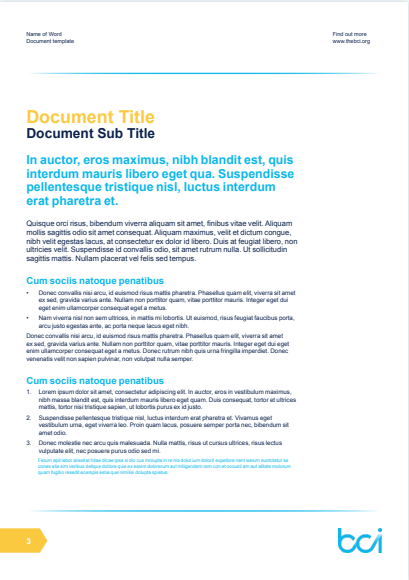 Name of Word
Document template
Find out more
www.thebci.org
Document Title
Document Sub Title
In auctor, eros maximus, nibh blandit est, quis
interdum mauris libero eget qua. Suspendisse
pellentesque tristique nisl, luctus interdum
erat pharetra et.
Quisque orci risus, bibendum viverra aliquam sit amet, finibus vitae velit. Aliquam
mollis sagittis odio sit amet consequat. Aliquam maximus, velit et dictum congue,
nibh velit egestas lacus, at consectetur ex dolor id libero. Duis at feugiat libero, non
ultricies velit. Suspendisse id convallis odio, sit amet rutrum nulla. Ut sollicitudin
sagittis mattis. Nullam placerat vel felis sed tempus.
Cum sociis natoque penatibus
• Donec convallis nisi arcu, id euismod risus mattis pharetra. Phasellus quam elit, viverra sit amet
ex sed, gravida varius ante. Nullam non porttitor quam, vitae porttitor mauris. Integer eget dui
eget enim ullamcorper consequat eget a metus.
• Nam viverra nisl non sem ultrices, in mattis mi lobortis. Ut euismod, risus feugiat faucibus porta,
arcu justo egestas ante, ac porta neque lacus eget nibh.
Donec convallis nisi arcu, id euismod risus mattis pharetra. Phasellus quam elit, viverra sit amet
ex sed, gravida varius ante. Nullam non porttitor quam, vitae porttitor mauris. Integer eget dui eget
enim ullamcorper consequat eget a metus. Donec rutrum nibh quis urna fringilla imperdiet. Donec
venenatis velit non sapien pulvinar, non volutpat nulla semper.
Cum sociis natoque penatibus
1. Lorem ipsum dolor sit amet, consectetur adipiscing elit. In auctor, eros in vestibulum maximus,
nibh massa blandit est, quis interdum mauris libero eget quam. Duis consequat, tortor et ultrices
mattis, tortor nisi tristique sapien, ut lobortis purus ex id justo.
2. Suspendisse pellentesque tristique nisl, luctus interdum erat pharetra et. Vivamus eget
vestibulum urna, eget viverra leo. Proin quam lacus, posuere semper porta nec, bibendum sit
amet odio.
3. Donec molestie nec arcu quis malesuada. Nulla mattis, risus ut cursus ultrices, risus lectus
vulputate elit, nec posuere purus odio sed mi.
3
bci